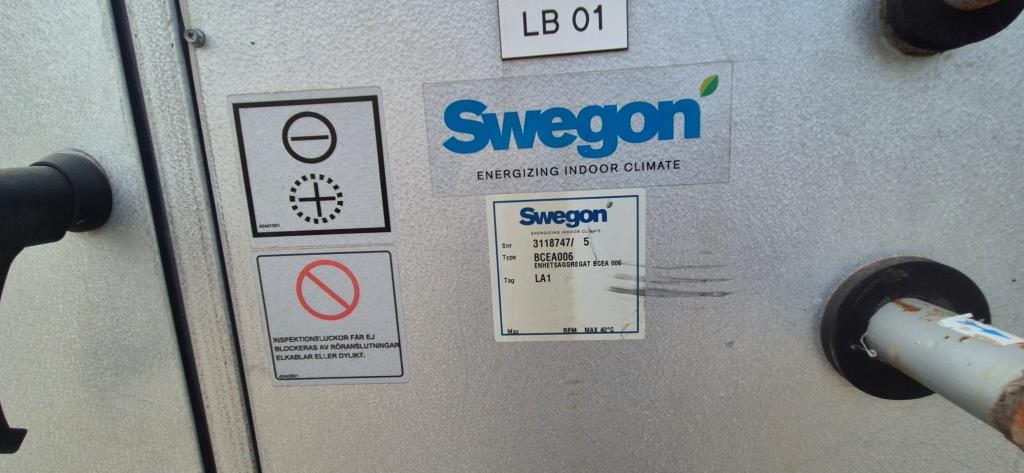 LB 01
Swegon
ENERGIZING INDOOR CLIMATE
Swegon
ENERGIZING INDOOR CLIMATE
Snr 3118747/ 5
Type BCEA006
ENHETSAGGREGAT BCEA 006
Tag LA1
Max RPM MAX 40°C
INSPEKTIONSLUCKOR FÅR EJ
BLOCKERAS AV RÖRANSLUTNINGAR
ELKABLAR ELLER DYLIKT.